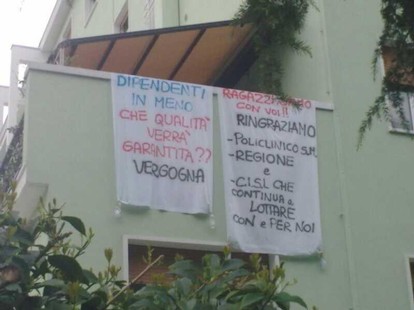 DIPENDENTI
IN MENO
CHE QUALITA'
VERRA'
GARANTITA??
VERGOGNA
RAGAZZI SONO
CON VOI!!
RINGRAZIAMO
-POLICLINICO S.M.
-REGIONE
e
-C.I.S.L CHE
CONTINUA a
LOTTARE
CON e PER NOI